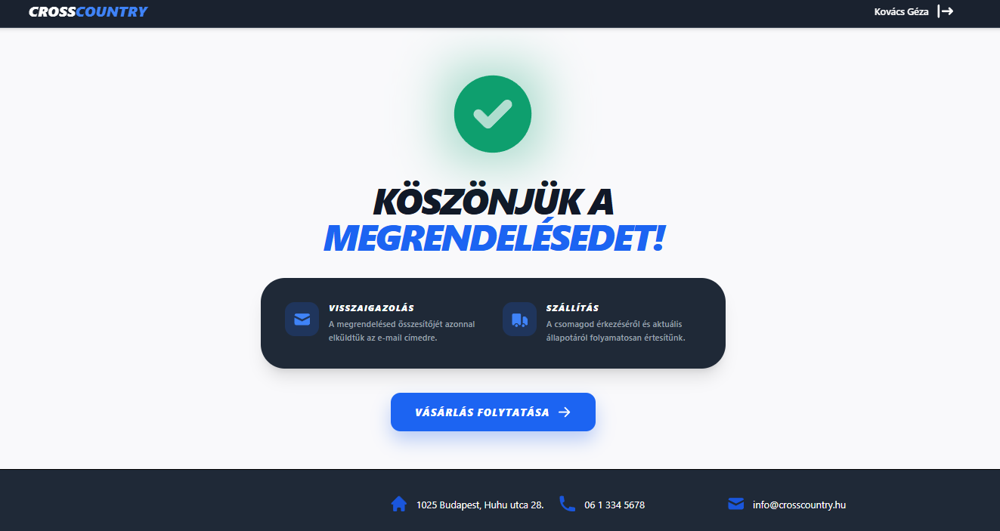 CROSSCOUNTRY
Kovács Géza
KÖSZÖNJÜK A
MEGRENDELÉSEDET!
VISSZAIGAZOLÁS
A megrendelésed összesítőjét azonnal
elküldtük az e-mail címedre.
SZÁLLÍTÁS
A csomagod érkezéséről és aktuális
állapotáról folyamatosan értesítünk.
VÁSÁRLÁS FOLYTATÁSA
1025 Budapest, Huhu utca 28.
06 1 334 5678
info@crosscountry.hu